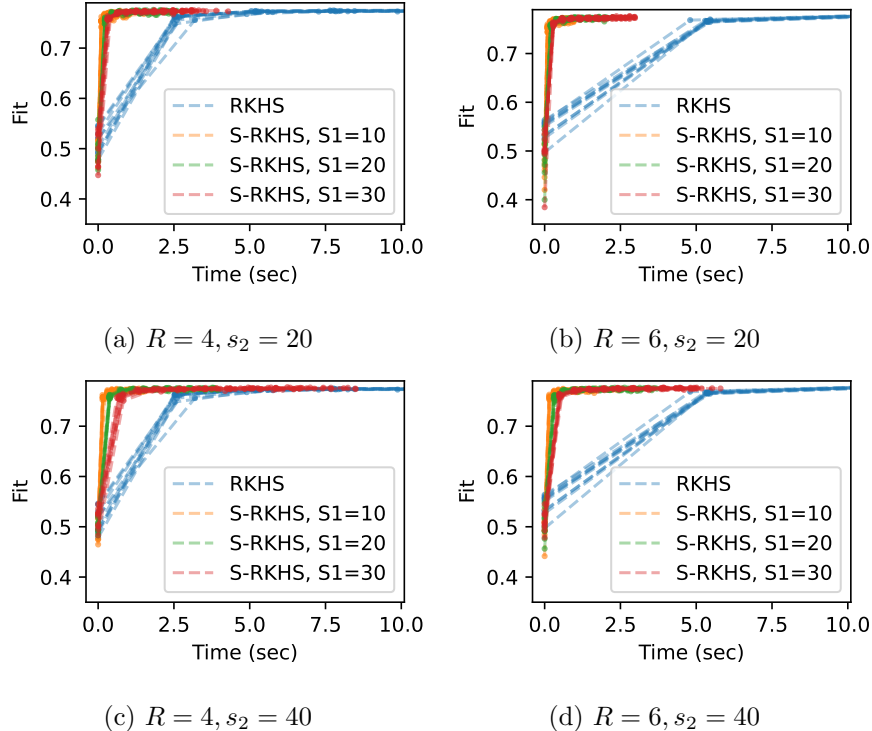 0.7
0.6
0.5
0.4
Fit
RKHS
S-RKHS, S1=10
S-RKHS, S1=20
S-RKHS, S1=30
0.0 2.5 5.0 7.5 10.0
Time (sec)
(a) R = 4, s₂ = 20
0.7
0.6
0.5
0.4
Fit
RKHS
S-RKHS, S1=10
S-RKHS, S1=20
S-RKHS, S1=30
0.0 2.5 5.0 7.5 10.0
Time (sec)
(b) R = 6, s₂ = 20
0.7
0.6
0.5
0.4
Fit
RKHS
S-RKHS, S1=10
S-RKHS, S1=20
S-RKHS, S1=30
0.0 2.5 5.0 7.5 10.0
Time (sec)
(c) R = 4, s₂ = 40
0.7
0.6
0.5
0.4
Fit
RKHS
S-RKHS, S1=10
S-RKHS, S1=20
S-RKHS, S1=30
0.0 2.5 5.0 7.5 10.0
Time (sec)
(d) R = 6, s₂ = 40